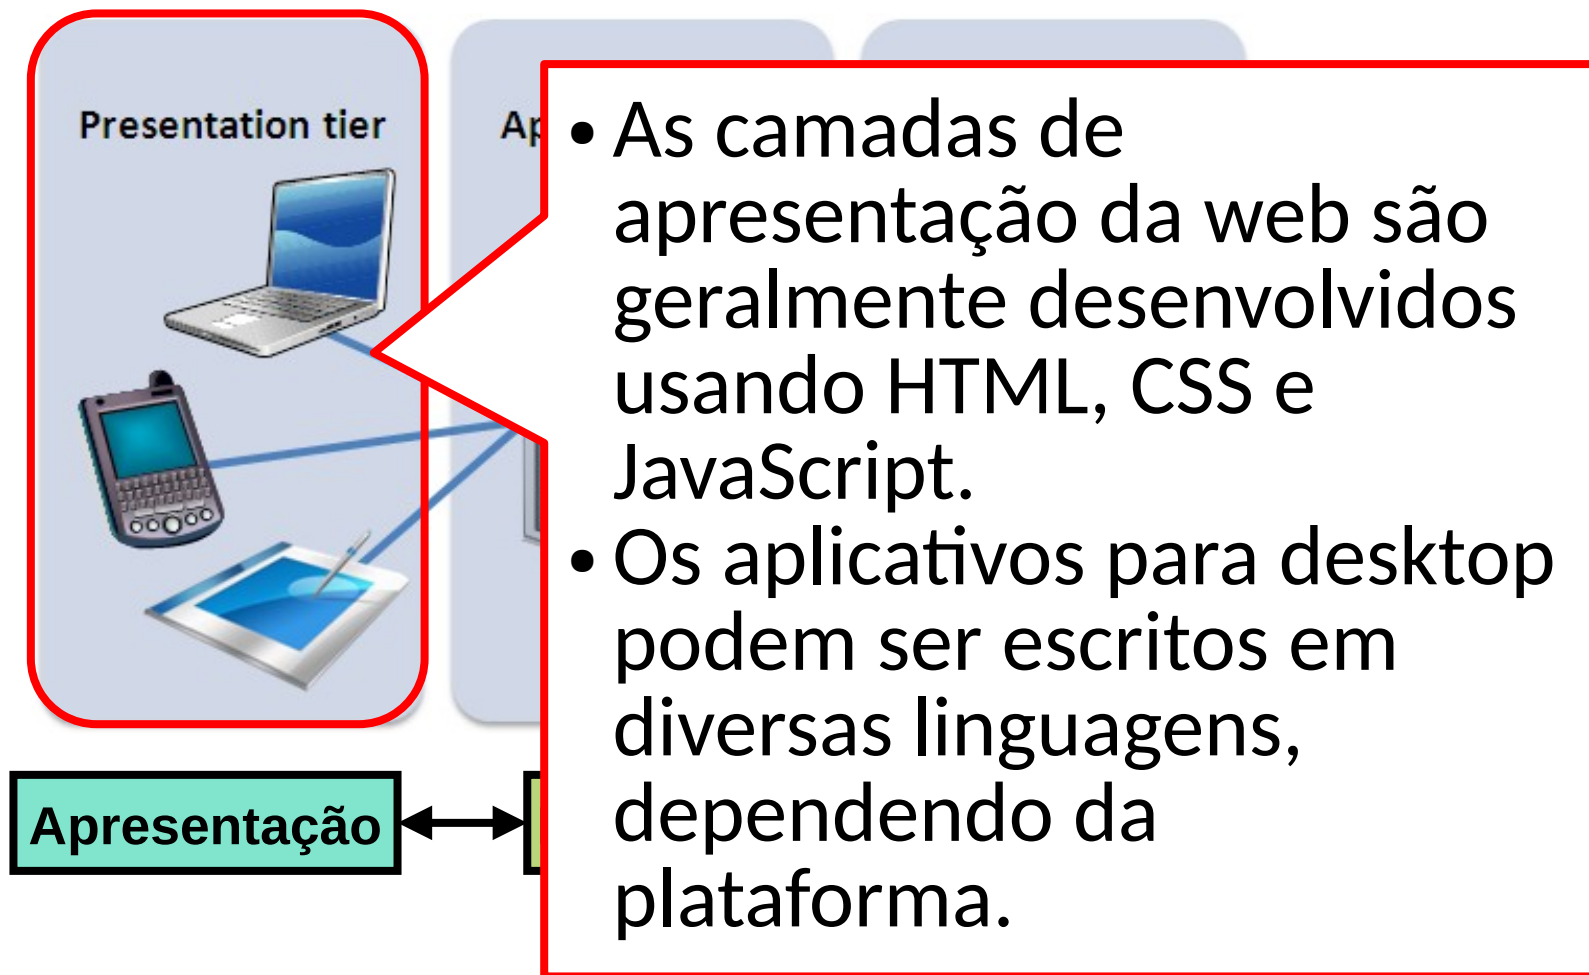 Presentation tier
Ap
• As camadas de
apresentação da web são
geralmente desenvolvidos
usando HTML, CSS e
JavaScript.
• Os aplicativos para desktop
podem ser escritos em
diversas linguagens,
dependendo da
plataforma.
Apresentação